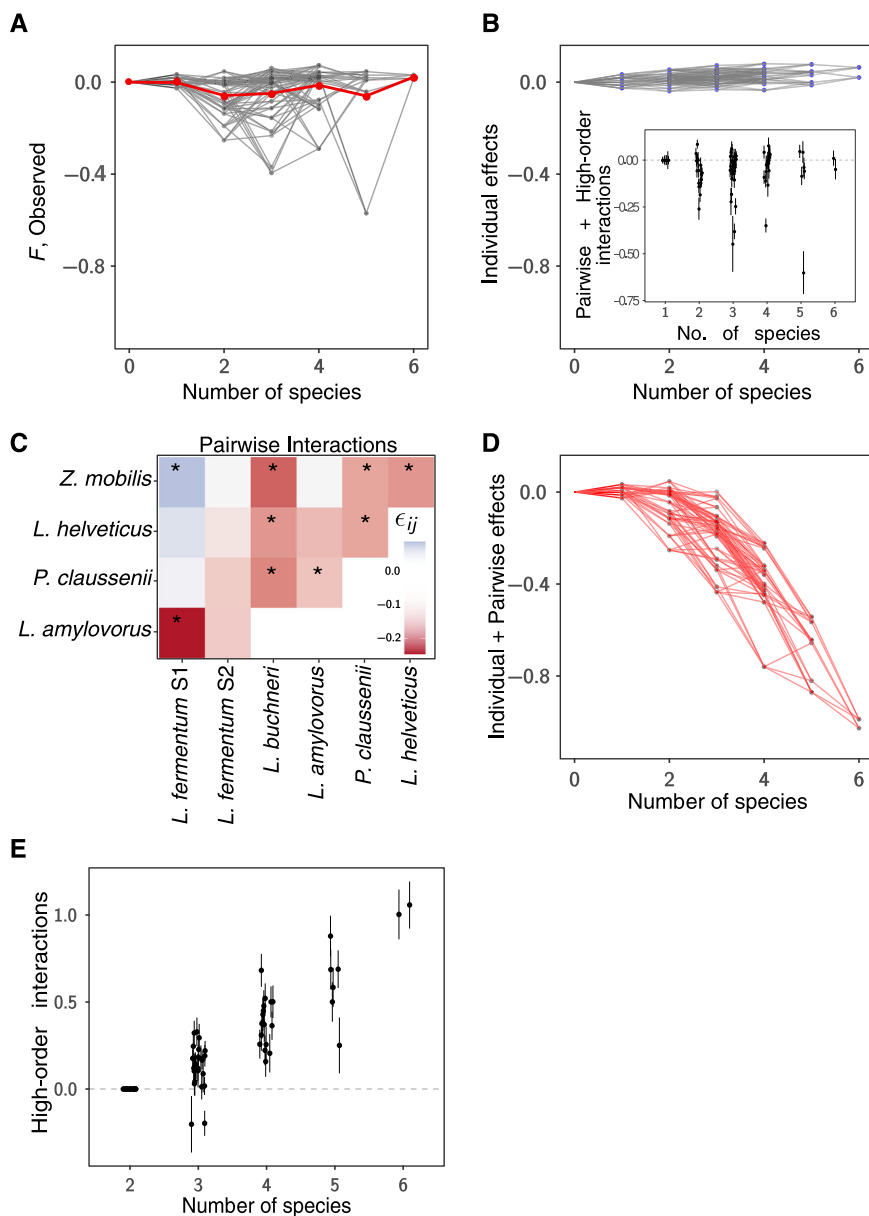 A
F, Observed
0.0
−0.4
−0.8
0 2 4 6
Number of species
B
Individual effects
0.0
−0.4
−0.8
Pairwise + High-order
interactions
0.00
−0.25
−0.50
−0.75
1 2 3 4 5 6
No. of species
0 2 4 6
Number of species
C
Pairwise Interactions
Z. mobilis
* * * *
L. helveticus
* *
P. claussenii
* *
L. amylovorus
*
ϵij
0.0
−0.1
−0.2
L. fermentum S1
L. fermentum S2
L. buchneri
L. amylovorus
P. claussenii
L. helveticus
D
Individual + Pairwise effects
0.0
−0.4
−0.8
0 2 4 6
Number of species
E
High-order interactions
1.0
0.5
0.0
2 3 4 5 6
Number of species